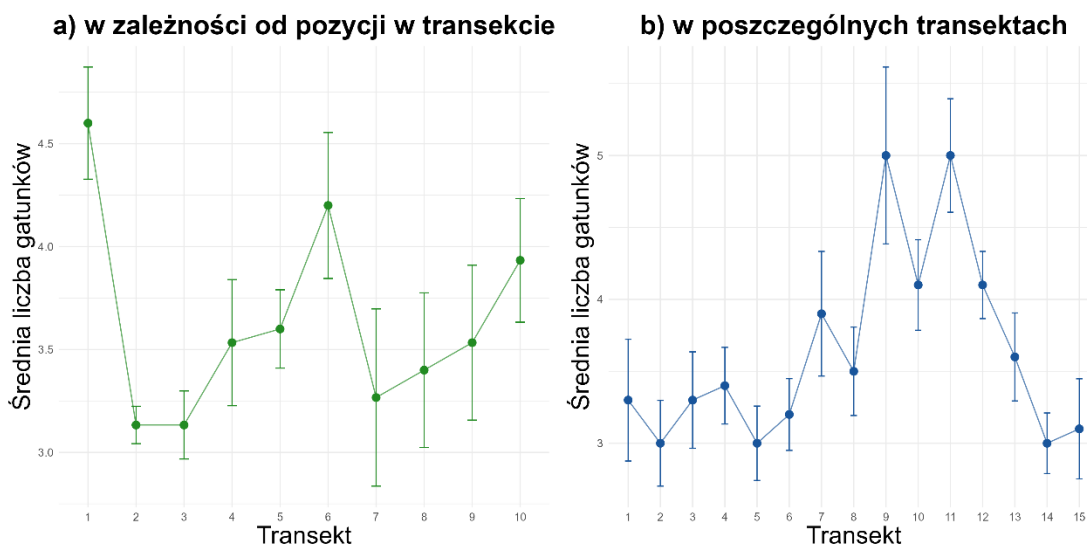 a) w zależności od pozycji w transekcie
Średnia liczba gatunków
4.5
4.0
3.5
3.0
1 2 3 4 5 6 7 8 9 10
Transekt
b) w poszczególnych transektach
Średnia liczba gatunków
5
4
3
1 2 3 4 5 6 7 8 9 10 11 12 13 14 15
Transekt